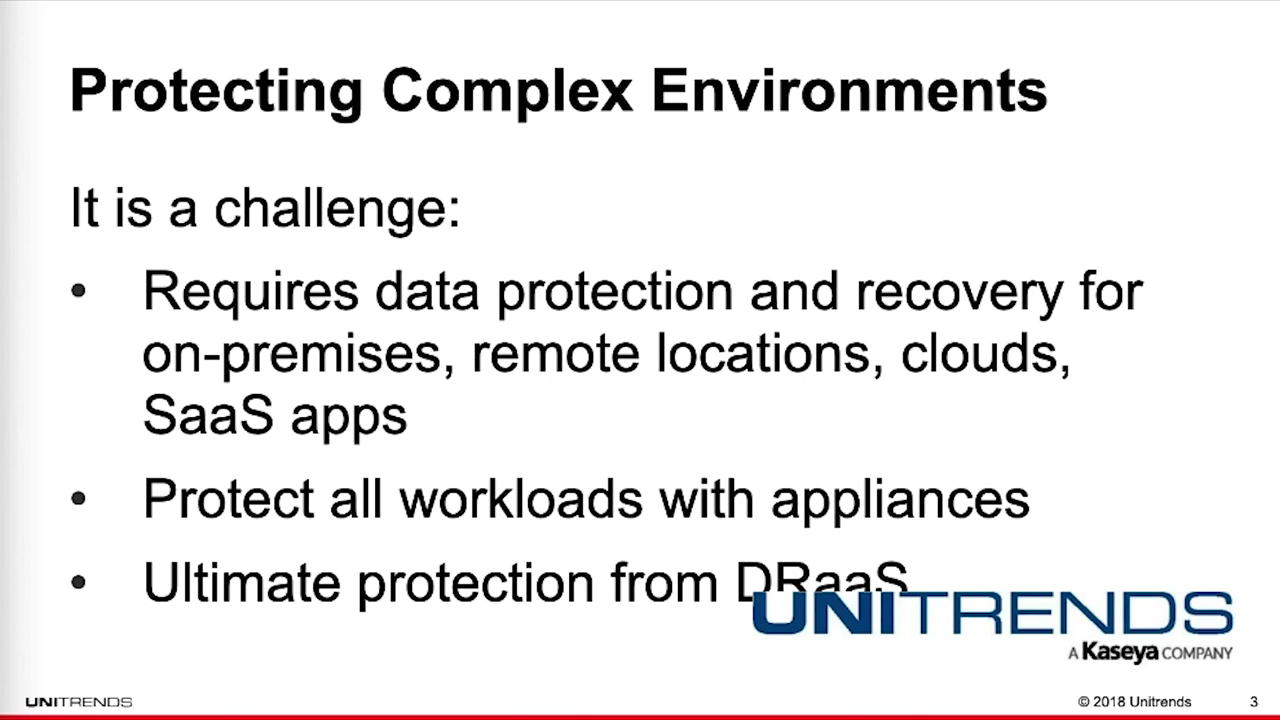 Protecting Complex Environments
It is a challenge:
• Requires data protection and recovery for
on-premises, remote locations, clouds,
SaaS apps
• Protect all workloads with appliances
• Ultimate protection from DRaaS
UNITRENDS
A Kaseya COMPANY
UNITRENDS
© 2018 Unitrends
3